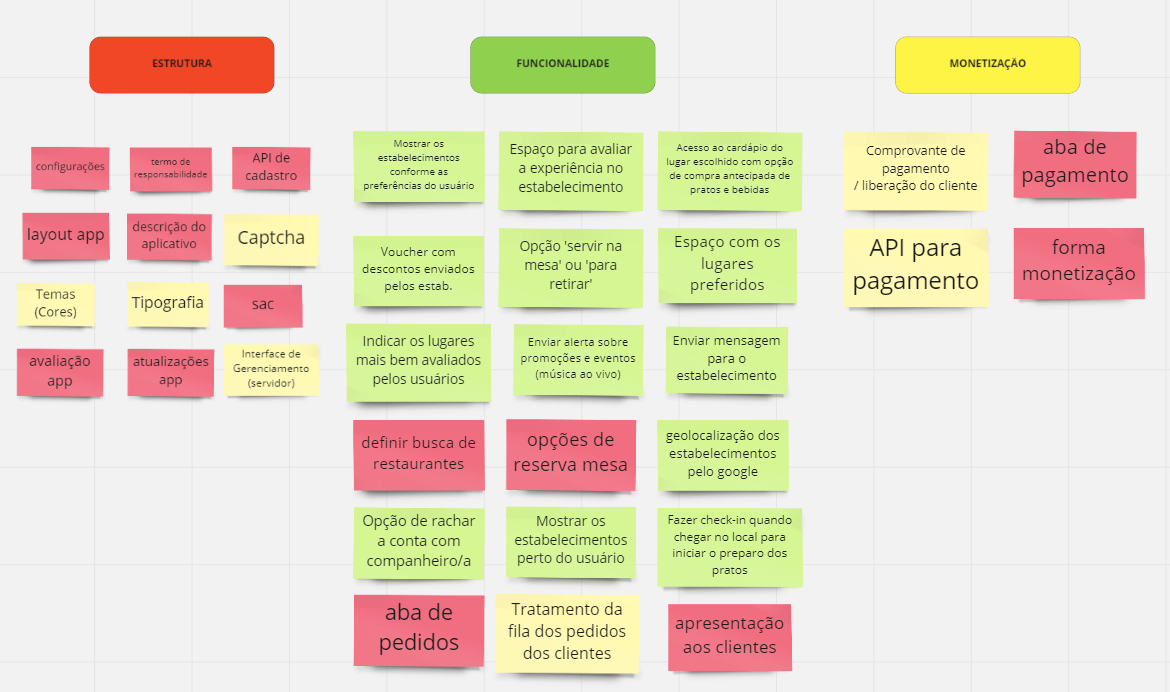 ESTRUTURA
configurações
termo de
responsabilidade
API de
cadastro
layout app
descrição do
aplicativo
Captcha
Temas
(Cores)
Tipografia
sac
avaliação
app
atualizações
app
Interface de
Gerenciamento
(servidor)
FUNCIONALIDADE
Mostrar os
estabelecimentos
conforme as
preferências do usuário
Espaço para avaliar
a experiência no
estabelecimento
Acesso ao cardápio do
lugar escolhido com opção
de compra antecipada de
pratos e bebidas
Voucher com
descontos enviados
pelos estab.
Opção 'servir na
mesa' ou 'para
retirar'
Espaço com os
lugares
preferidos
Indicar os lugares
mais bem avaliados
pelos usuários
Enviar alerta sobre
promoções e eventos
(música ao vivo)
Enviar mensagem
para o
estabelecimento
definir busca de
restaurantes
opções de
reserva mesa
geolocalização dos
estabelecimentos
pelo google
Opção de rachar
a conta com
companheiro/a
Mostrar os
estabelecimentos
perto do usuário
Fazer check-in quando
chegar no local para
iniciar o preparo dos
pratos
aba de
pedidos
Tratamento da
fila dos pedidos
dos clientes
apresentação
aos clientes
MONETIZAÇÃO
Comprovante de
pagamento
/ liberação do cliente
aba de
pagamento
API para
pagamento
forma
monetização